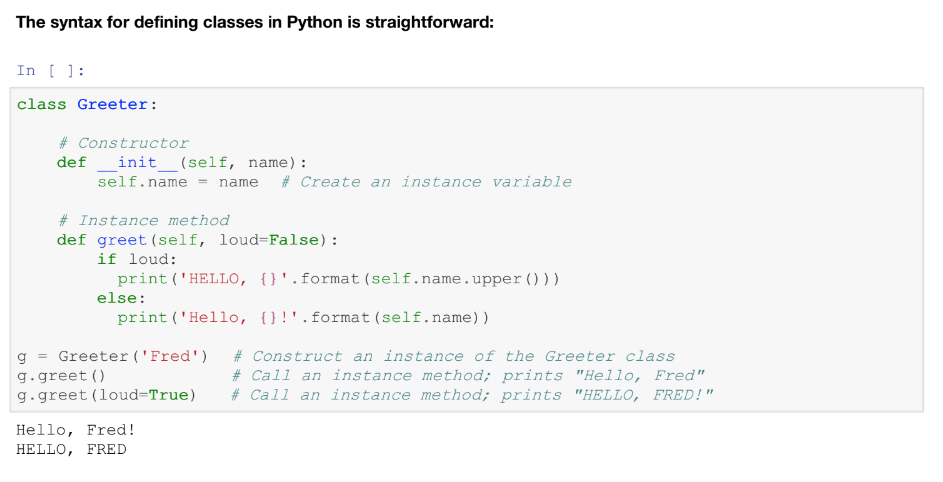 The syntax for defining classes in Python is straightforward:
In [ ]:
class Greeter:
# Constructor
def __init__(self, name):
self.name = name  # Create an instance variable
# Instance method
def greet(self, loud=False):
if loud:
print('HELLO, {}'.format(self.name.upper()))
else:
print('Hello, {}!'.format(self.name))
g = Greeter('Fred')  # Construct an instance of the Greeter class
g.greet()            # Call an instance method; prints "Hello, Fred"
g.greet(loud=True)   # Call an instance method; prints "HELLO, FRED!"
Hello, Fred!
HELLO, FRED